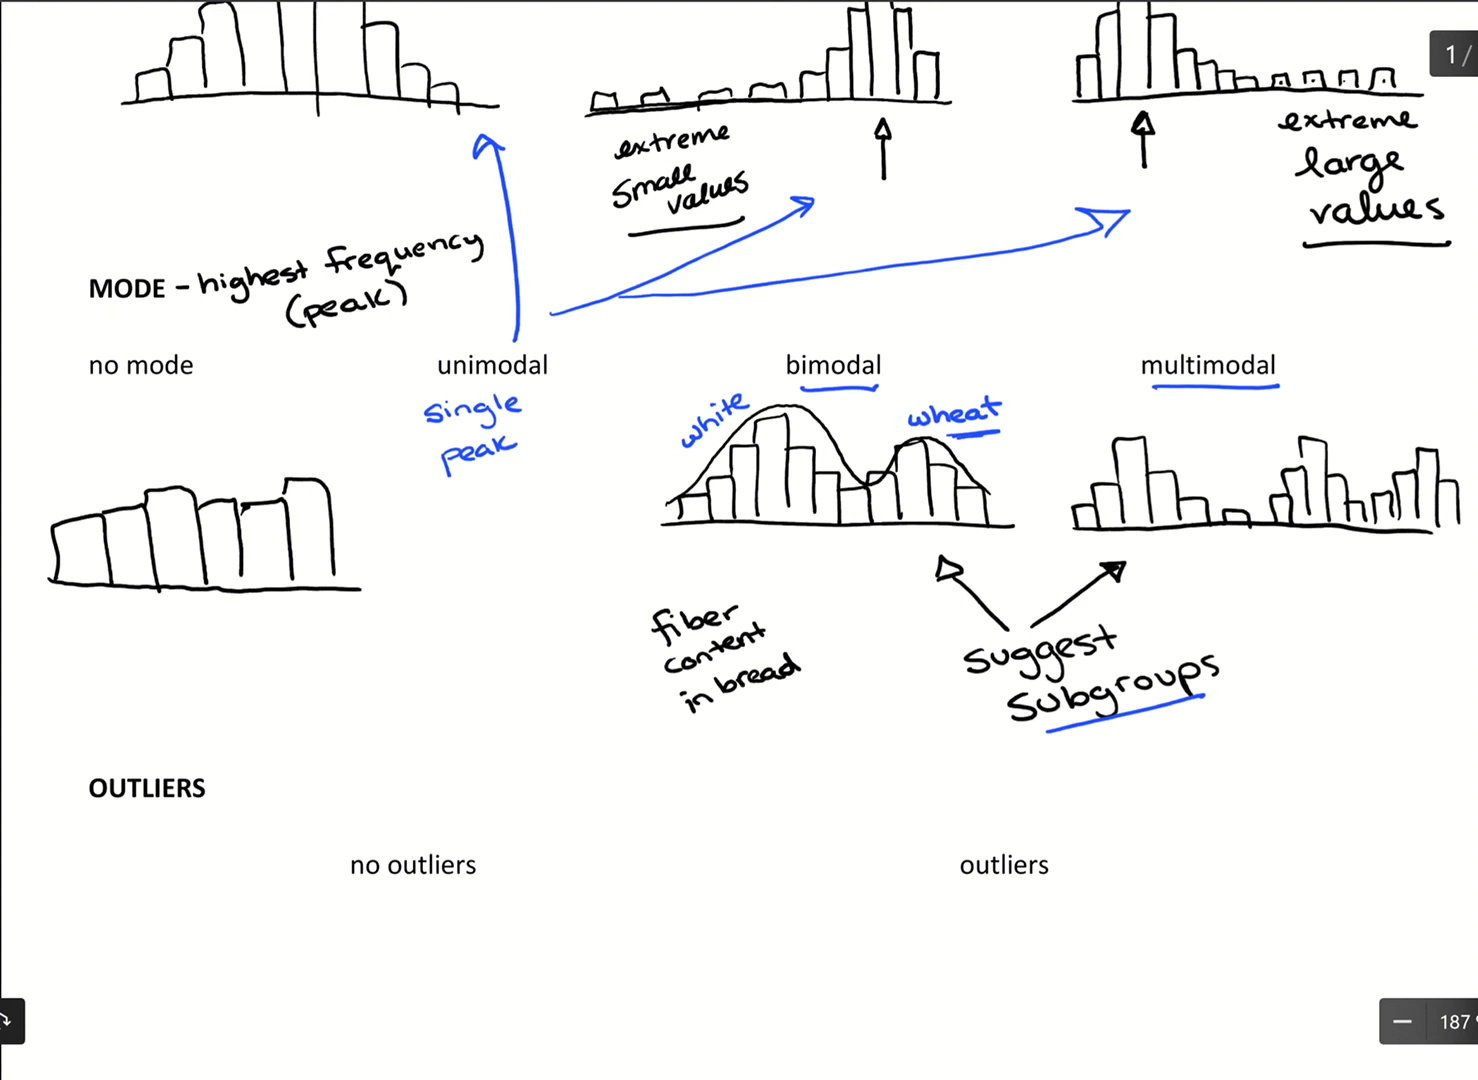 1 /
extreme
small
values
extreme
large
values
MODE - highest frequency
(peak)
no mode unimodal bimodal multimodal
single
peak
white
wheat
fiber
content
in bread
suggest
subgroups
OUTLIERS
no outliers outliers
187 %